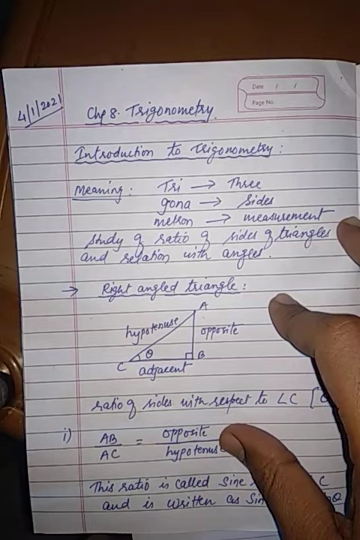 4/1/2021
Date / /
Page No.
Chp 8. Trigonometry.
Introduction to trigonometry:
Meaning: Tri → Three
gona → Sides
metron → measurement
Study of ratio of sides of triangles
and relation with angles.
→ Right angled triangle:
A
hypotenuse opposite
C θ B
adjacent
ratio of sides with respect to LC [
i) AB/AC = opposite/hypotenuse
This ratio is called Sine C
and is written as Sin